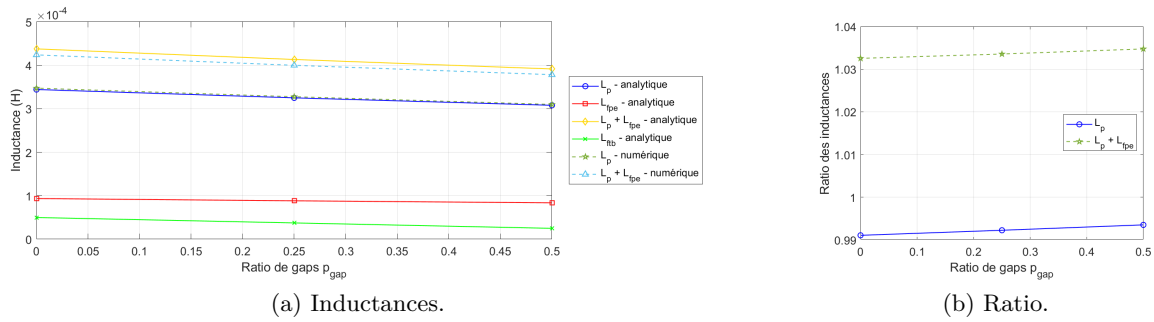 ×10⁻⁴
5
4
3
2
1
0
Inductance (H)
0 0.05 0.1 0.15 0.2 0.25 0.3 0.35 0.4 0.45 0.5
Ratio de gaps p_gap
L_p - analytique
L_fpe - analytique
L_p + L_fpe - analytique
L_ftb - analytique
L_p - numérique
L_p + L_fpe - numérique
(a) Inductances.
1.04
1.03
1.02
1.01
1
0.99
Ratio des inductances
0 0.1 0.2 0.3 0.4 0.5
Ratio de gaps p_gap
L_p
L_p + L_fpe
(b) Ratio.